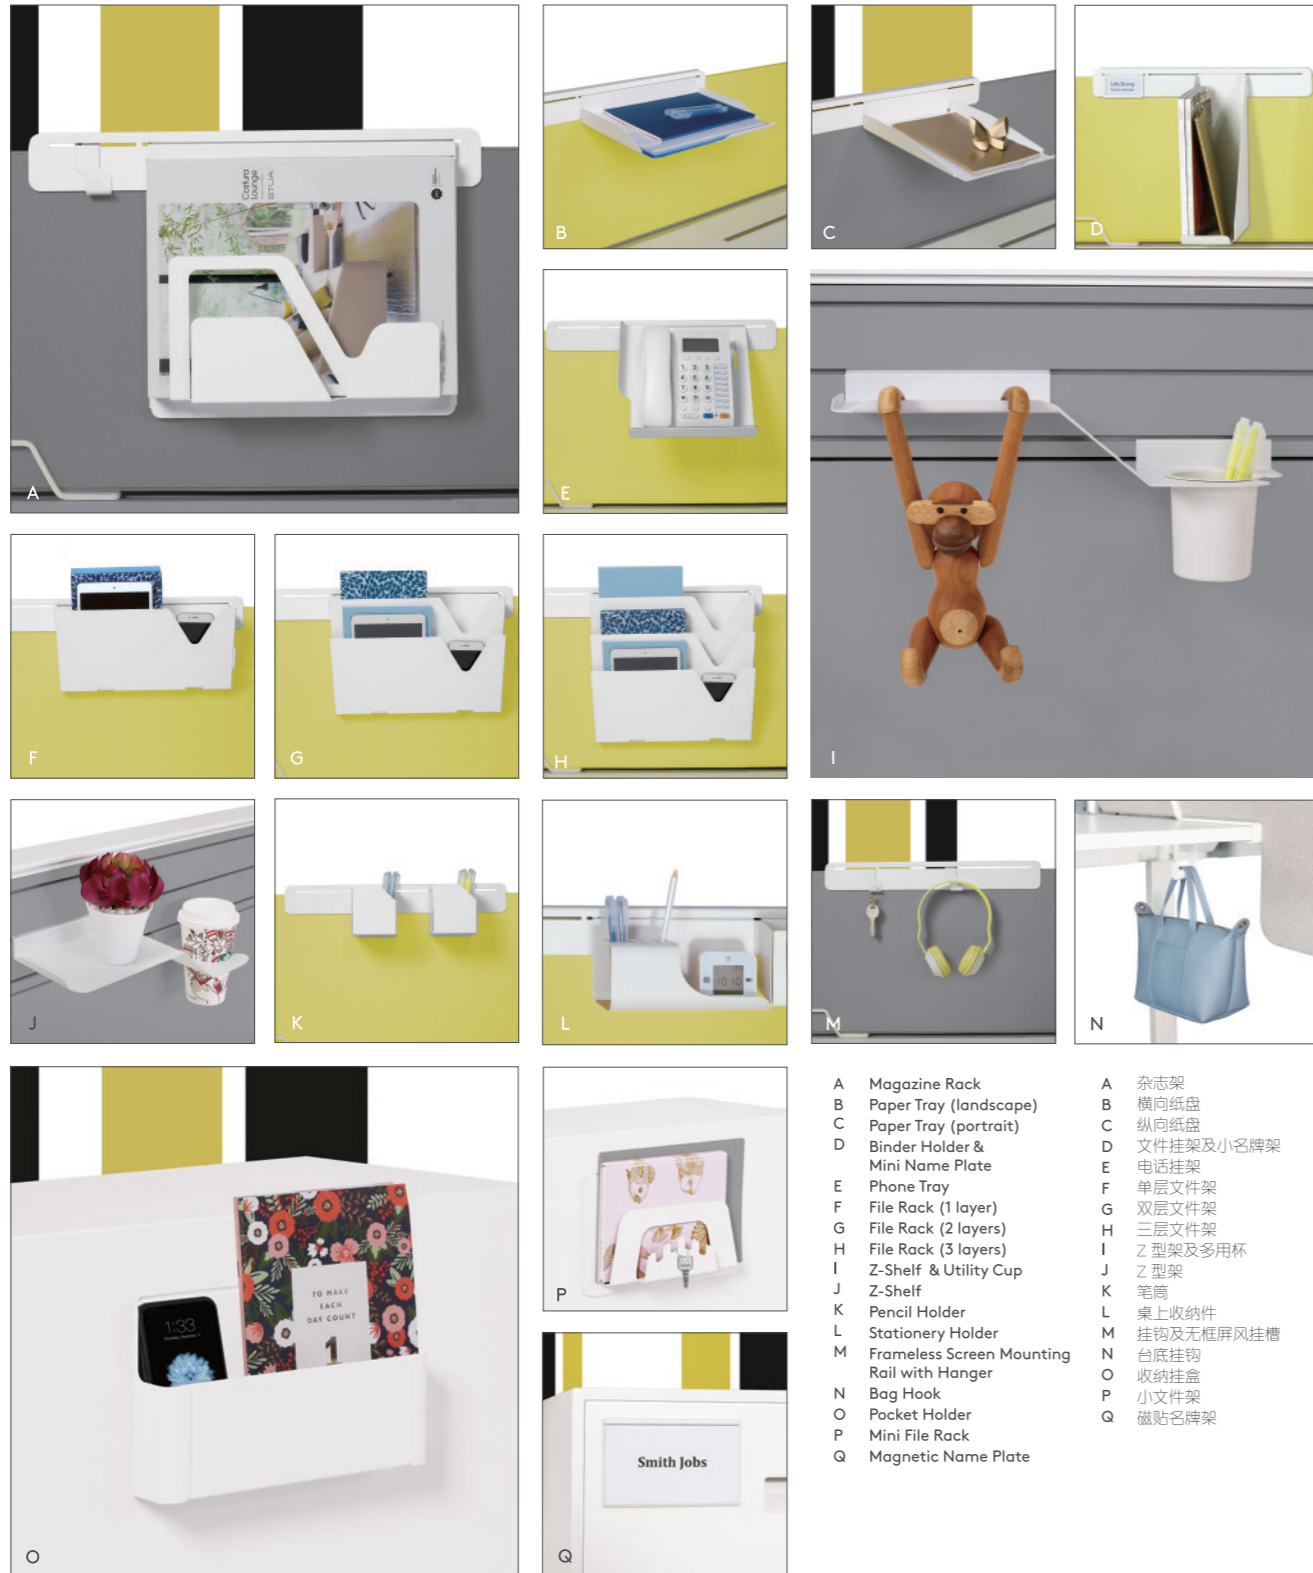 Costura
Lounge
STUA
A
B
C
Lilly Zhang
D
E
F
G
H
I
J
K
10:10
L
M
N
1:33
TO MAKE
EACH
DAY COUNT
1
O
P
Smith Jobs
Q
A Magazine Rack
B Paper Tray (landscape)
C Paper Tray (portrait)
D Binder Holder &
Mini Name Plate
E Phone Tray
F File Rack (1 layer)
G File Rack (2 layers)
H File Rack (3 layers)
I Z-Shelf & Utility Cup
J Z-Shelf
K Pencil Holder
L Stationery Holder
M Frameless Screen Mounting
Rail with Hanger
N Bag Hook
O Pocket Holder
P Mini File Rack
Q Magnetic Name Plate
A 杂志架
B 横向纸盘
C 纵向纸盘
D 文件挂架及小名牌架
E 电话挂架
F 单层文件架
G 双层文件架
H 三层文件架
I Z 型架及多用杯
J Z 型架
K 笔筒
L 桌上收纳件
M 挂钩及无框屏风挂槽
N 台底挂钩
O 收纳挂盒
P 小文件架
Q 磁贴名牌架